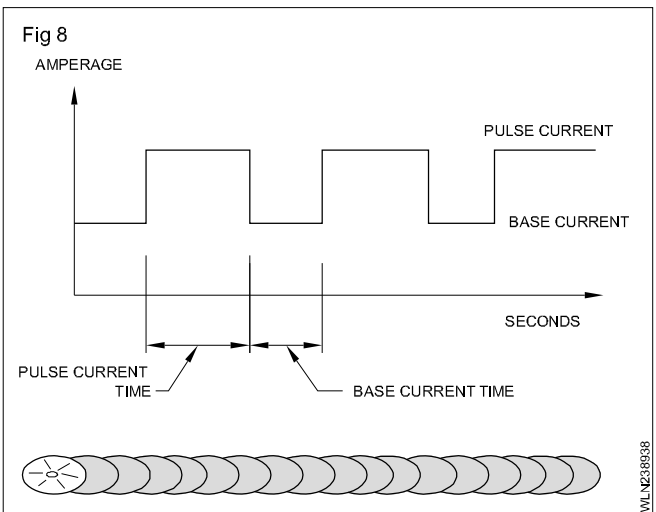 Fig 8
AMPERAGE
PULSE CURRENT
BASE CURRENT
SECONDS
PULSE CURRENT
TIME
BASE CURRENT TIME
WLN238938